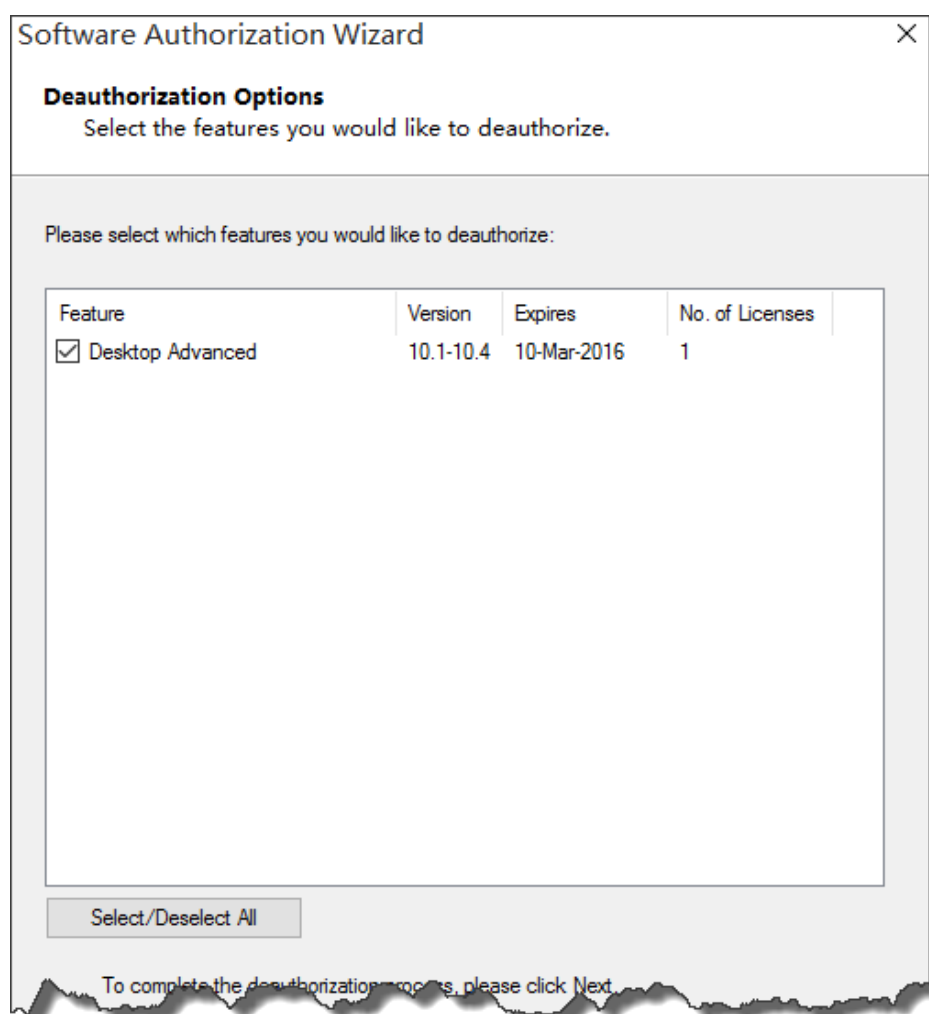 Software Authorization Wizard
Deauthorization Options
Select the features you would like to deauthorize.
Please select which features you would like to deauthorize:
Feature Version Expires No. of Licenses
Desktop Advanced 10.1-10.4 10-Mar-2016 1
Select/Deselect All
To complete the deauthorization process, please click Next